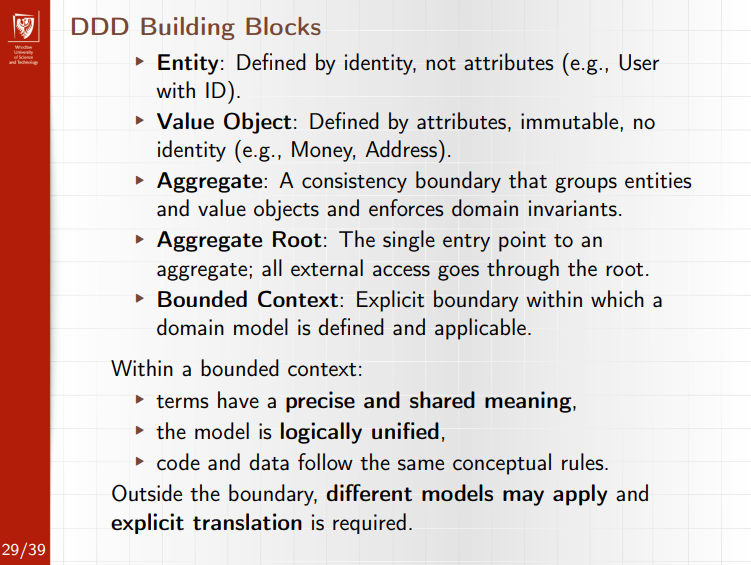 Wrocław
University
of Science
and Technology
DDD Building Blocks
Entity: Defined by identity, not attributes (e.g., User
with ID).
Value Object: Defined by attributes, immutable, no
identity (e.g., Money, Address).
Aggregate: A consistency boundary that groups entities
and value objects and enforces domain invariants.
Aggregate Root: The single entry point to an
aggregate; all external access goes through the root.
Bounded Context: Explicit boundary within which a
domain model is defined and applicable.
Within a bounded context:
terms have a precise and shared meaning,
the model is logically unified,
code and data follow the same conceptual rules.
Outside the boundary, different models may apply and
explicit translation is required.
29/39